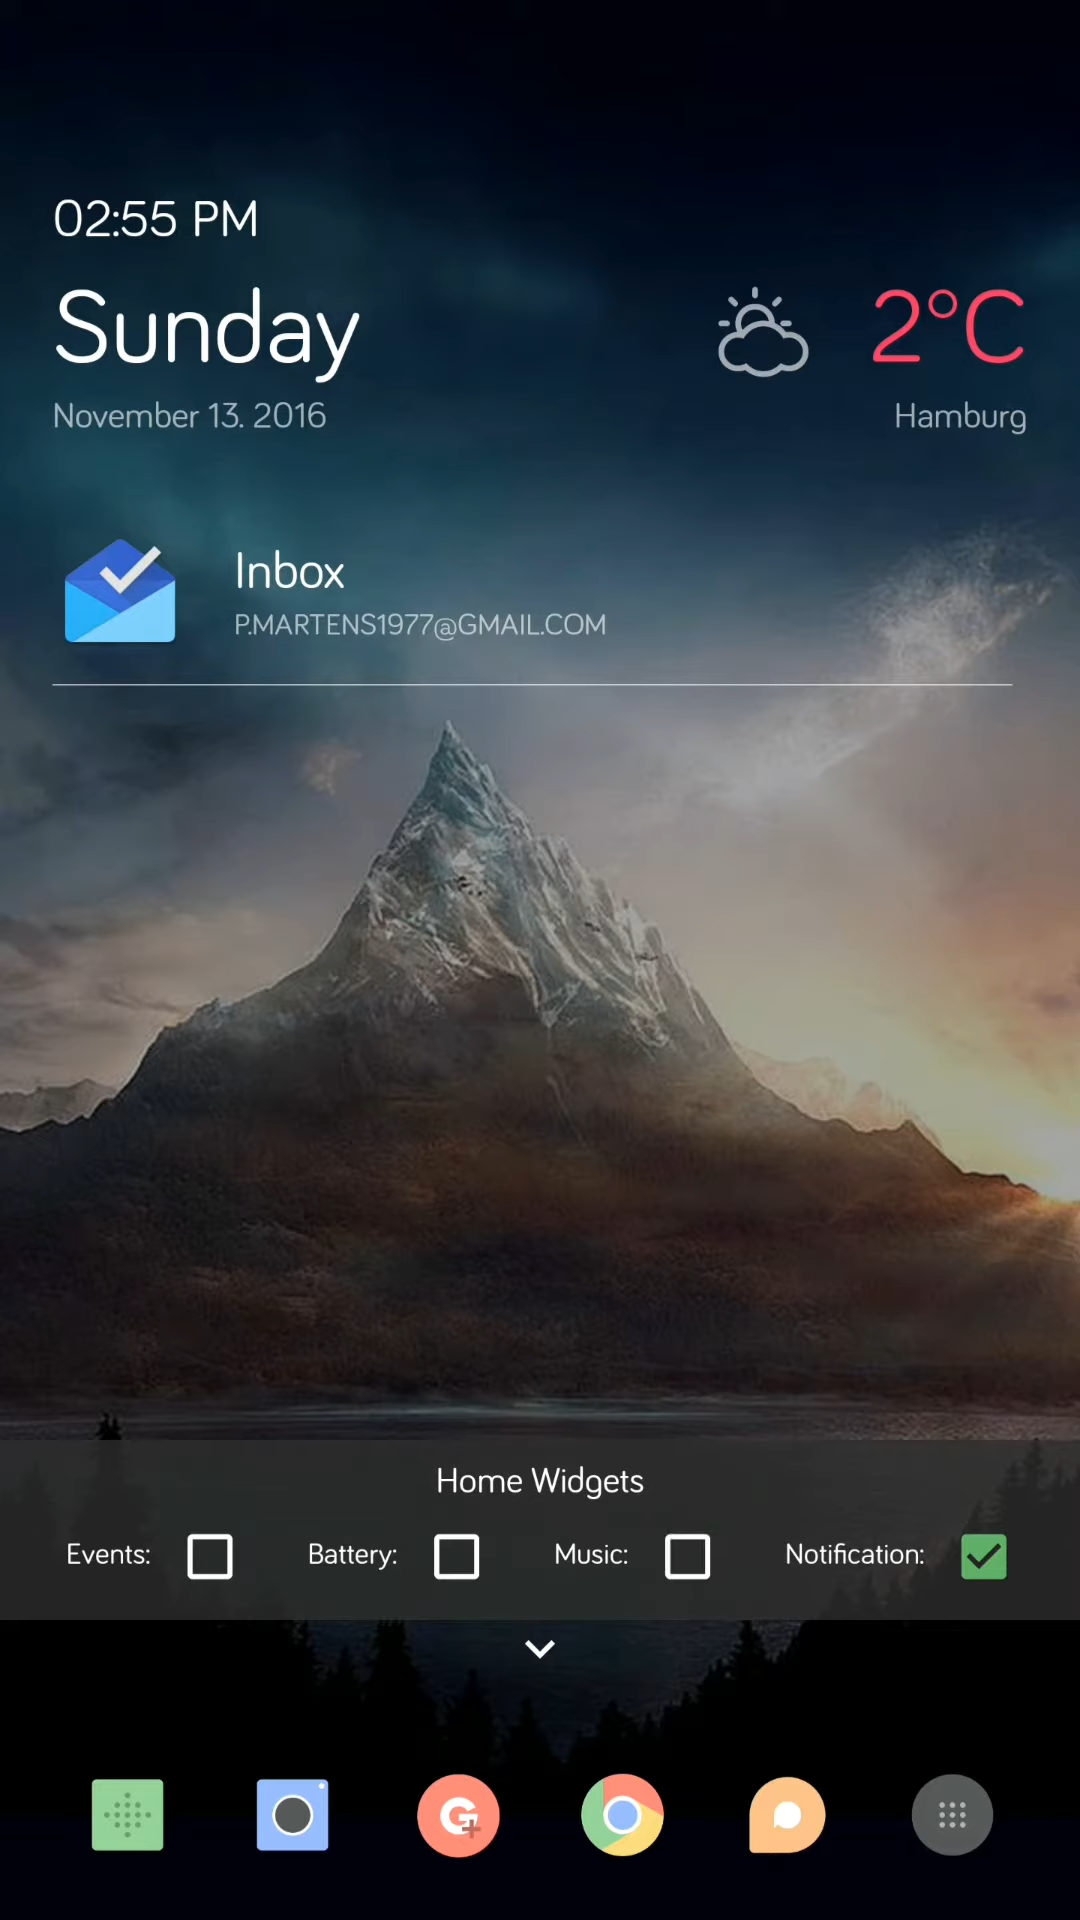 02:55 PM
Sunday
2°C
November 13. 2016
Hamburg
Inbox
P.MARTENS1977@GMAIL.COM
Home Widgets
Events:
Battery:
Music:
Notification:
G+